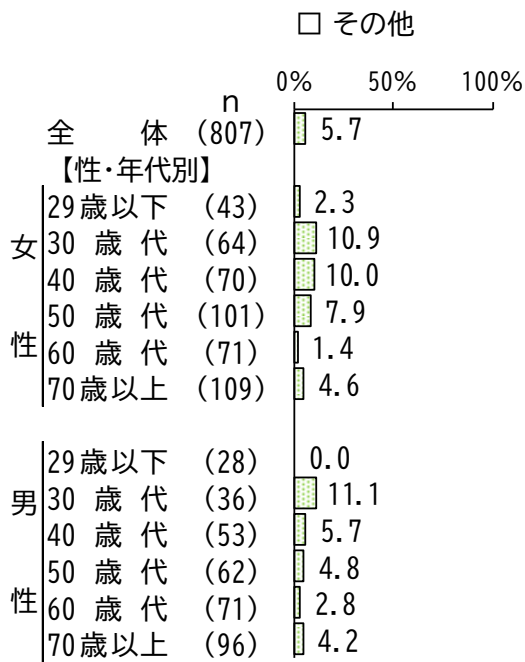 □ その他
0% 50% 100%
n
全 体 (807) 5.7
【性・年代別】
女性
29歳以下 (43) 2.3
30 歳 代 (64) 10.9
40 歳 代 (70) 10.0
50 歳 代 (101) 7.9
60 歳 代 (71) 1.4
70歳以上 (109) 4.6
男性
29歳以下 (28) 0.0
30 歳 代 (36) 11.1
40 歳 代 (53) 5.7
50 歳 代 (62) 4.8
60 歳 代 (71) 2.8
70歳以上 (96) 4.2